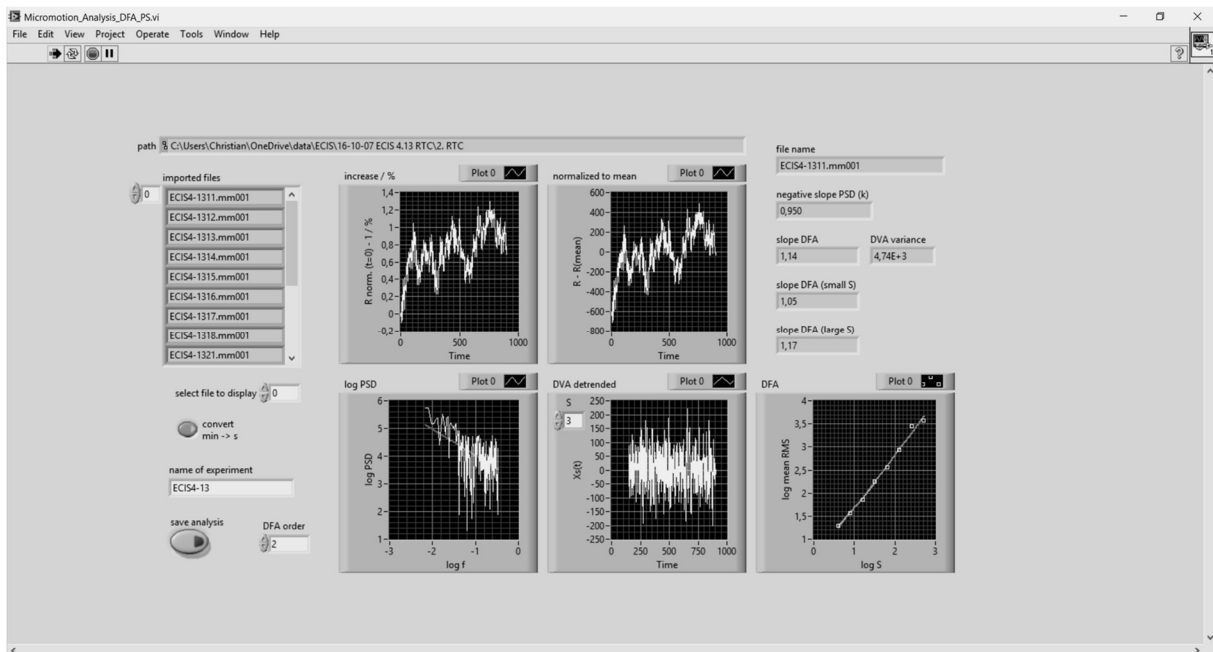 Micromotion_Analysis_DFA_PS.vi
File Edit View Project Operate Tools Window Help
path C:\Users\Christian\OneDrive\data\ECIS\16-10-07 ECIS 4.13 RTC\2. RTC
imported files
0
ECIS4-1311.mm001
ECIS4-1312.mm001
ECIS4-1313.mm001
ECIS4-1314.mm001
ECIS4-1315.mm001
ECIS4-1316.mm001
ECIS4-1317.mm001
ECIS4-1318.mm001
ECIS4-1321.mm001
select file to display 0
convert
min -> s
name of experiment
ECIS4-13
save analysis
DFA order
2
increase / %
Plot 0
R norm. (t=0) - 1 / %
1,4
1,2
1
0,8
0,6
0,4
0,2
0
-0,2
0 500 1000
Time
normalized to mean
Plot 0
R - R(mean)
600
400
200
0
-200
-400
-600
-800
0 500 1000
Time
file name
ECIS4-1311.mm001
negative slope PSD (k)
0,950
slope DFA
1,14
DVA variance
4,74E+3
slope DFA (small S)
1,05
slope DFA (large S)
1,17
log PSD
Plot 0
log PSD
6
5
4
3
2
1
-3 -2 -1 0
log f
DVA detrended
Plot 0
S
3
Xs(t)
250
200
150
100
50
0
-50
-100
-150
-200
-250
0 250 500 750 1000
Time
DFA
Plot 0
log mean RMS
4
3,5
3
2,5
2
1,5
1
0 1 2 3
log S